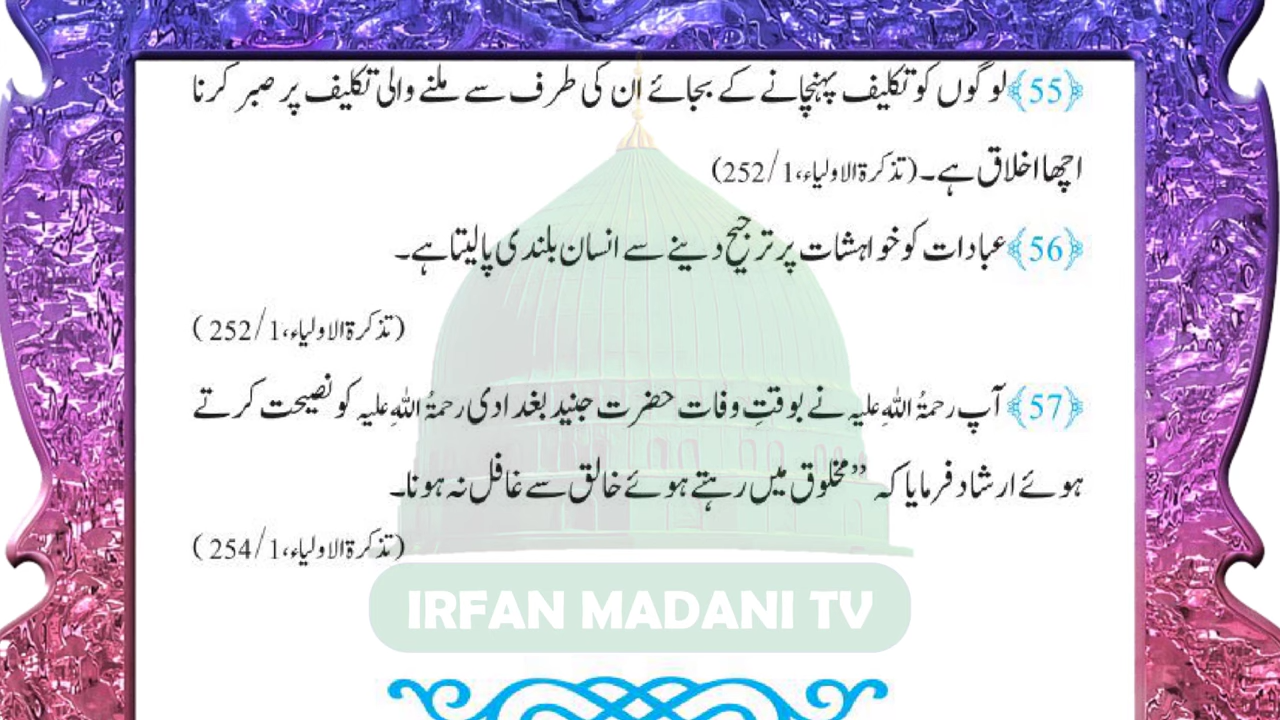 ﴿55﴾لوگوں کو تکلیف پہنچانے کے بجائے اُن کی طرف سے ملنے والی تکلیف پر صبر کرنا
اچھا اخلاق ہے۔(تذکرۃ الاولیاء،1/252)
﴿56﴾عبادات کو خواہشات پر ترجیح دینے سے انسان بلندی پالیتا ہے۔
(تذکرۃ الاولیاء،1/252)
﴿57﴾آپ رحمۃُ اللہِ علیہ نے بوقتِ وفات حضرت جنید بغدادی رحمۃُ اللہِ علیہ کو نصیحت کرتے
ہوئے ارشاد فرمایا کہ ”مخلوق میں رہتے ہوئے خالق سے غافل نہ ہونا۔
(تذکرۃ الاولیاء،1/254)
IRFAN MADANI TV